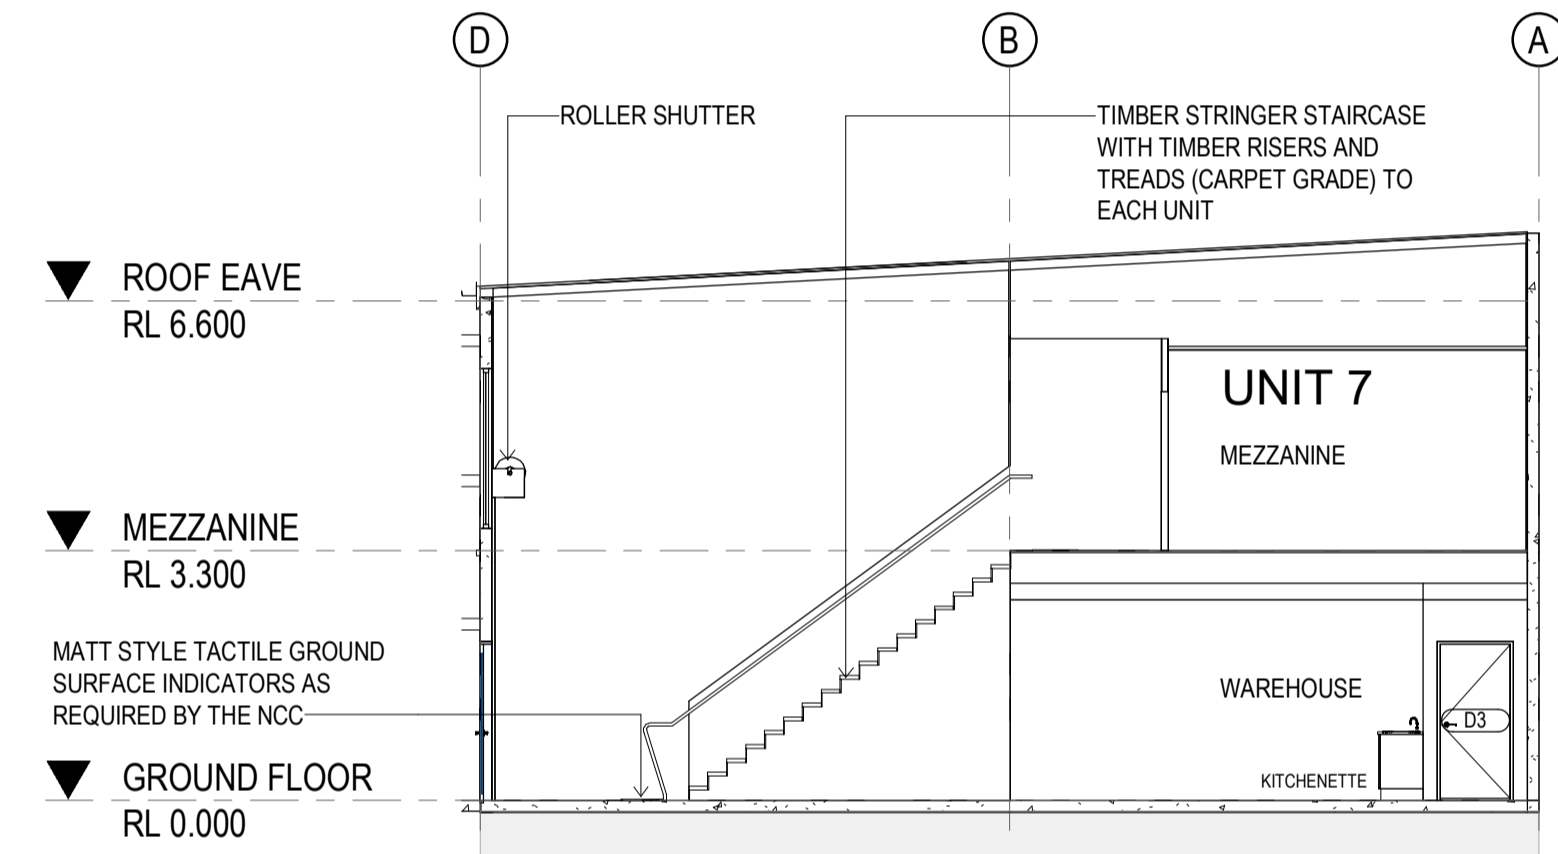 D
B
A
ROLLER SHUTTER
TIMBER STRINGER STAIRCASE
WITH TIMBER RISERS AND
TREADS (CARPET GRADE) TO
EACH UNIT
ROOF EAVE
RL 6.600
UNIT 7
MEZZANINE
MEZZANINE
RL 3.300
MATT STYLE TACTILE GROUND
SURFACE INDICATORS AS
REQUIRED BY THE NCC
WAREHOUSE
D3
KITCHENETTE
GROUND FLOOR
RL 0.000